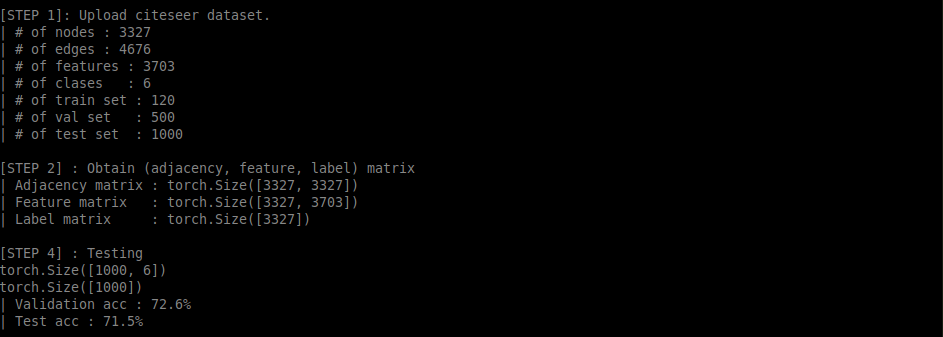 [STEP 1]: Upload citeseer dataset.
| # of nodes : 3327
| # of edges : 4676
| # of features : 3703
| # of clases   : 6
| # of train set : 120
| # of val set   : 500
| # of test set  : 1000
[STEP 2] : Obtain (adjacency, feature, label) matrix
| Adjacency matrix : torch.Size([3327, 3327])
| Feature matrix   : torch.Size([3327, 3703])
| Label matrix     : torch.Size([3327])
[STEP 4] : Testing
torch.Size([1000, 6])
torch.Size([1000])
| Validation acc : 72.6%
| Test acc : 71.5%